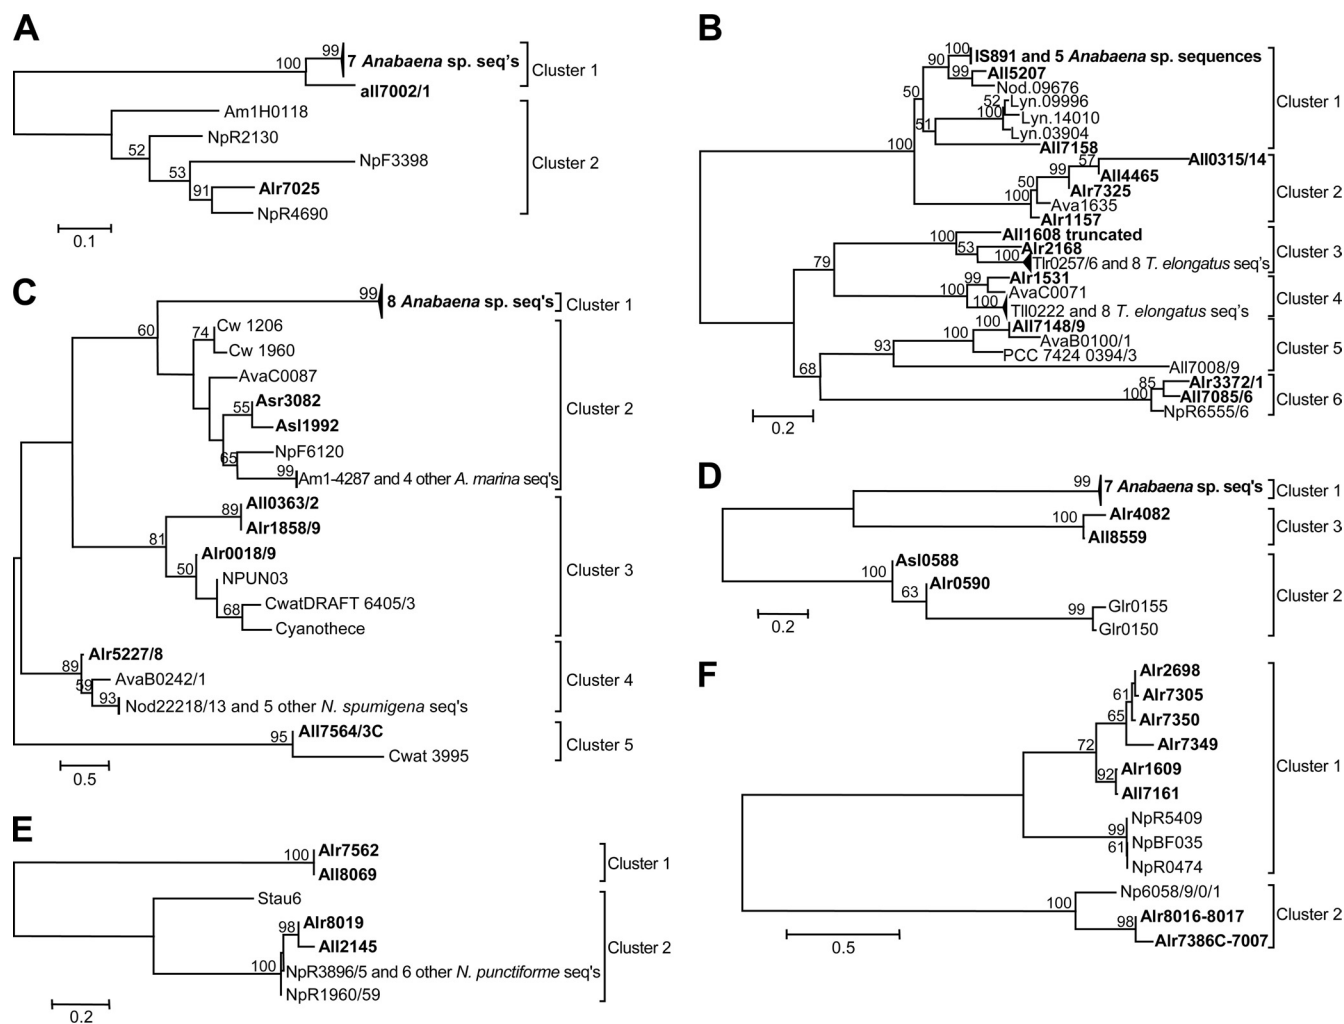 A
99
7 Anabaena sp. seq's
100
Cluster 1
all7002/1
Am1H0118
NpR2130
52
NpF3398
Cluster 2
53
Alr7025
91
NpR4690
0.1
B
100
IS891 and 5 Anabaena sp. sequences
90
99
All5207
Nod.09676
50
52
Lyn.09996
Cluster 1
100
Lyn.14010
51
Lyn.03904
100
All7158
57
All0315/14
99
All4465
50
Alr7325
Cluster 2
100
Ava1635
Alr1157
100
All1608 truncated
53
Alr2168
Cluster 3
79
100
Tlr0257/6 and 8 T. elongatus seq's
99
Alr1531
100
AvaC0071
Cluster 4
100
Tll0222 and 8 T. elongatus seq's
100
All7148/9
100
AvaB0100/1
93
PCC 7424 0394/3
Cluster 5
68
All7008/9
85
Alr3372/1
100
All7085/6
Cluster 6
NpR6555/6
0.2
C
99
8 Anabaena sp. seq's
Cluster 1
60
74
Cw 1206
Cw 1960
AvaC0087
55
Asr3082
Cluster 2
Asl1992
65
NpF6120
99
Am1-4287 and 4 other A. marina seq's
89
All0363/2
Alr1858/9
81
Alr0018/9
50
NPUN03
Cluster 3
68
CwatDRAFT 6405/3
Cyanothece
89
Alr5227/8
59
AvaB0242/1
Cluster 4
93
Nod22218/13 and 5 other N. spumigena seq's
95
All7564/3C
Cluster 5
Cwat 3995
0.5
D
99
7 Anabaena sp. seq's
Cluster 1
100
Alr4082
Cluster 3
All8559
Asl0588
100
63
Alr0590
Cluster 2
99
Glr0155
Glr0150
0.2
E
100
Alr7562
Cluster 1
All8069
Stau6
98
Alr8019
All2145
Cluster 2
100
NpR3896/5 and 6 other N. punctiforme seq's
NpR1960/59
0.2
F
Alr2698
61
Alr7305
65
Alr7350
72
Alr7349
Cluster 1
92
Alr1609
All7161
NpR5409
99
NpBF035
61
NpR0474
Np6058/9/0/1
100
Alr8016-8017
Cluster 2
98
Alr7386C-7007
0.5